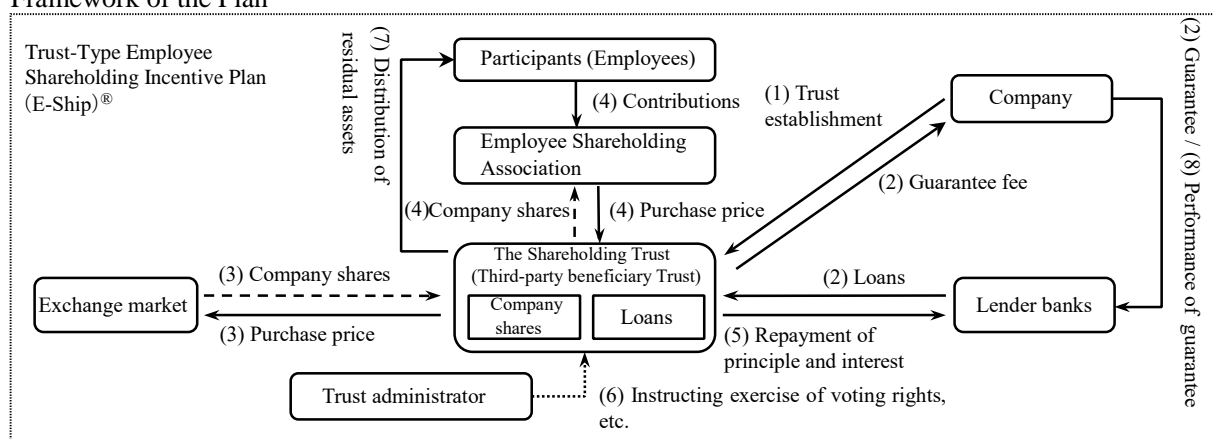 Framework of the Plan
Trust-Type Employee
Shareholding Incentive Plan
(E-Ship)®
(7) Distribution of
residual assets
Participants (Employees)
(4) Contributions
Employee Shareholding
Association
(4)Company shares
(4) Purchase price
(1) Trust
establishment
Company
(2) Guarantee fee
(2) Guarantee / (8) Performance of guarantee
The Shareholding Trust
(Third-party beneficiary Trust)
Company
shares
Loans
Exchange market
(3) Company shares
(3) Purchase price
(2) Loans
Lender banks
(5) Repayment of
principle and interest
Trust administrator
(6) Instructing exercise of voting rights,
etc.